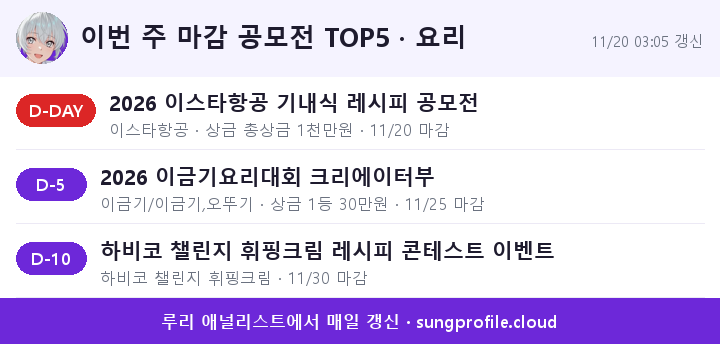 이번 주 마감 공모전 TOP5 · 요리
11/20 03:05 갱신
D-DAY
2026 이스타항공 기내식 레시피 공모전
이스타항공 · 상금 총상금 1천만원 · 11/20 마감
D-5
2026 이금기요리대회 크리에이터부
이금기/이금기,오뚜기 · 상금 1등 30만원 · 11/25 마감
D-10
하비코 챌린지 휘핑크림 레시피 콘테스트 이벤트
하비코 챌린지 휘핑크림 · 11/30 마감
루리 애널리스트에서 매일 갱신 · sungprofile.cloud